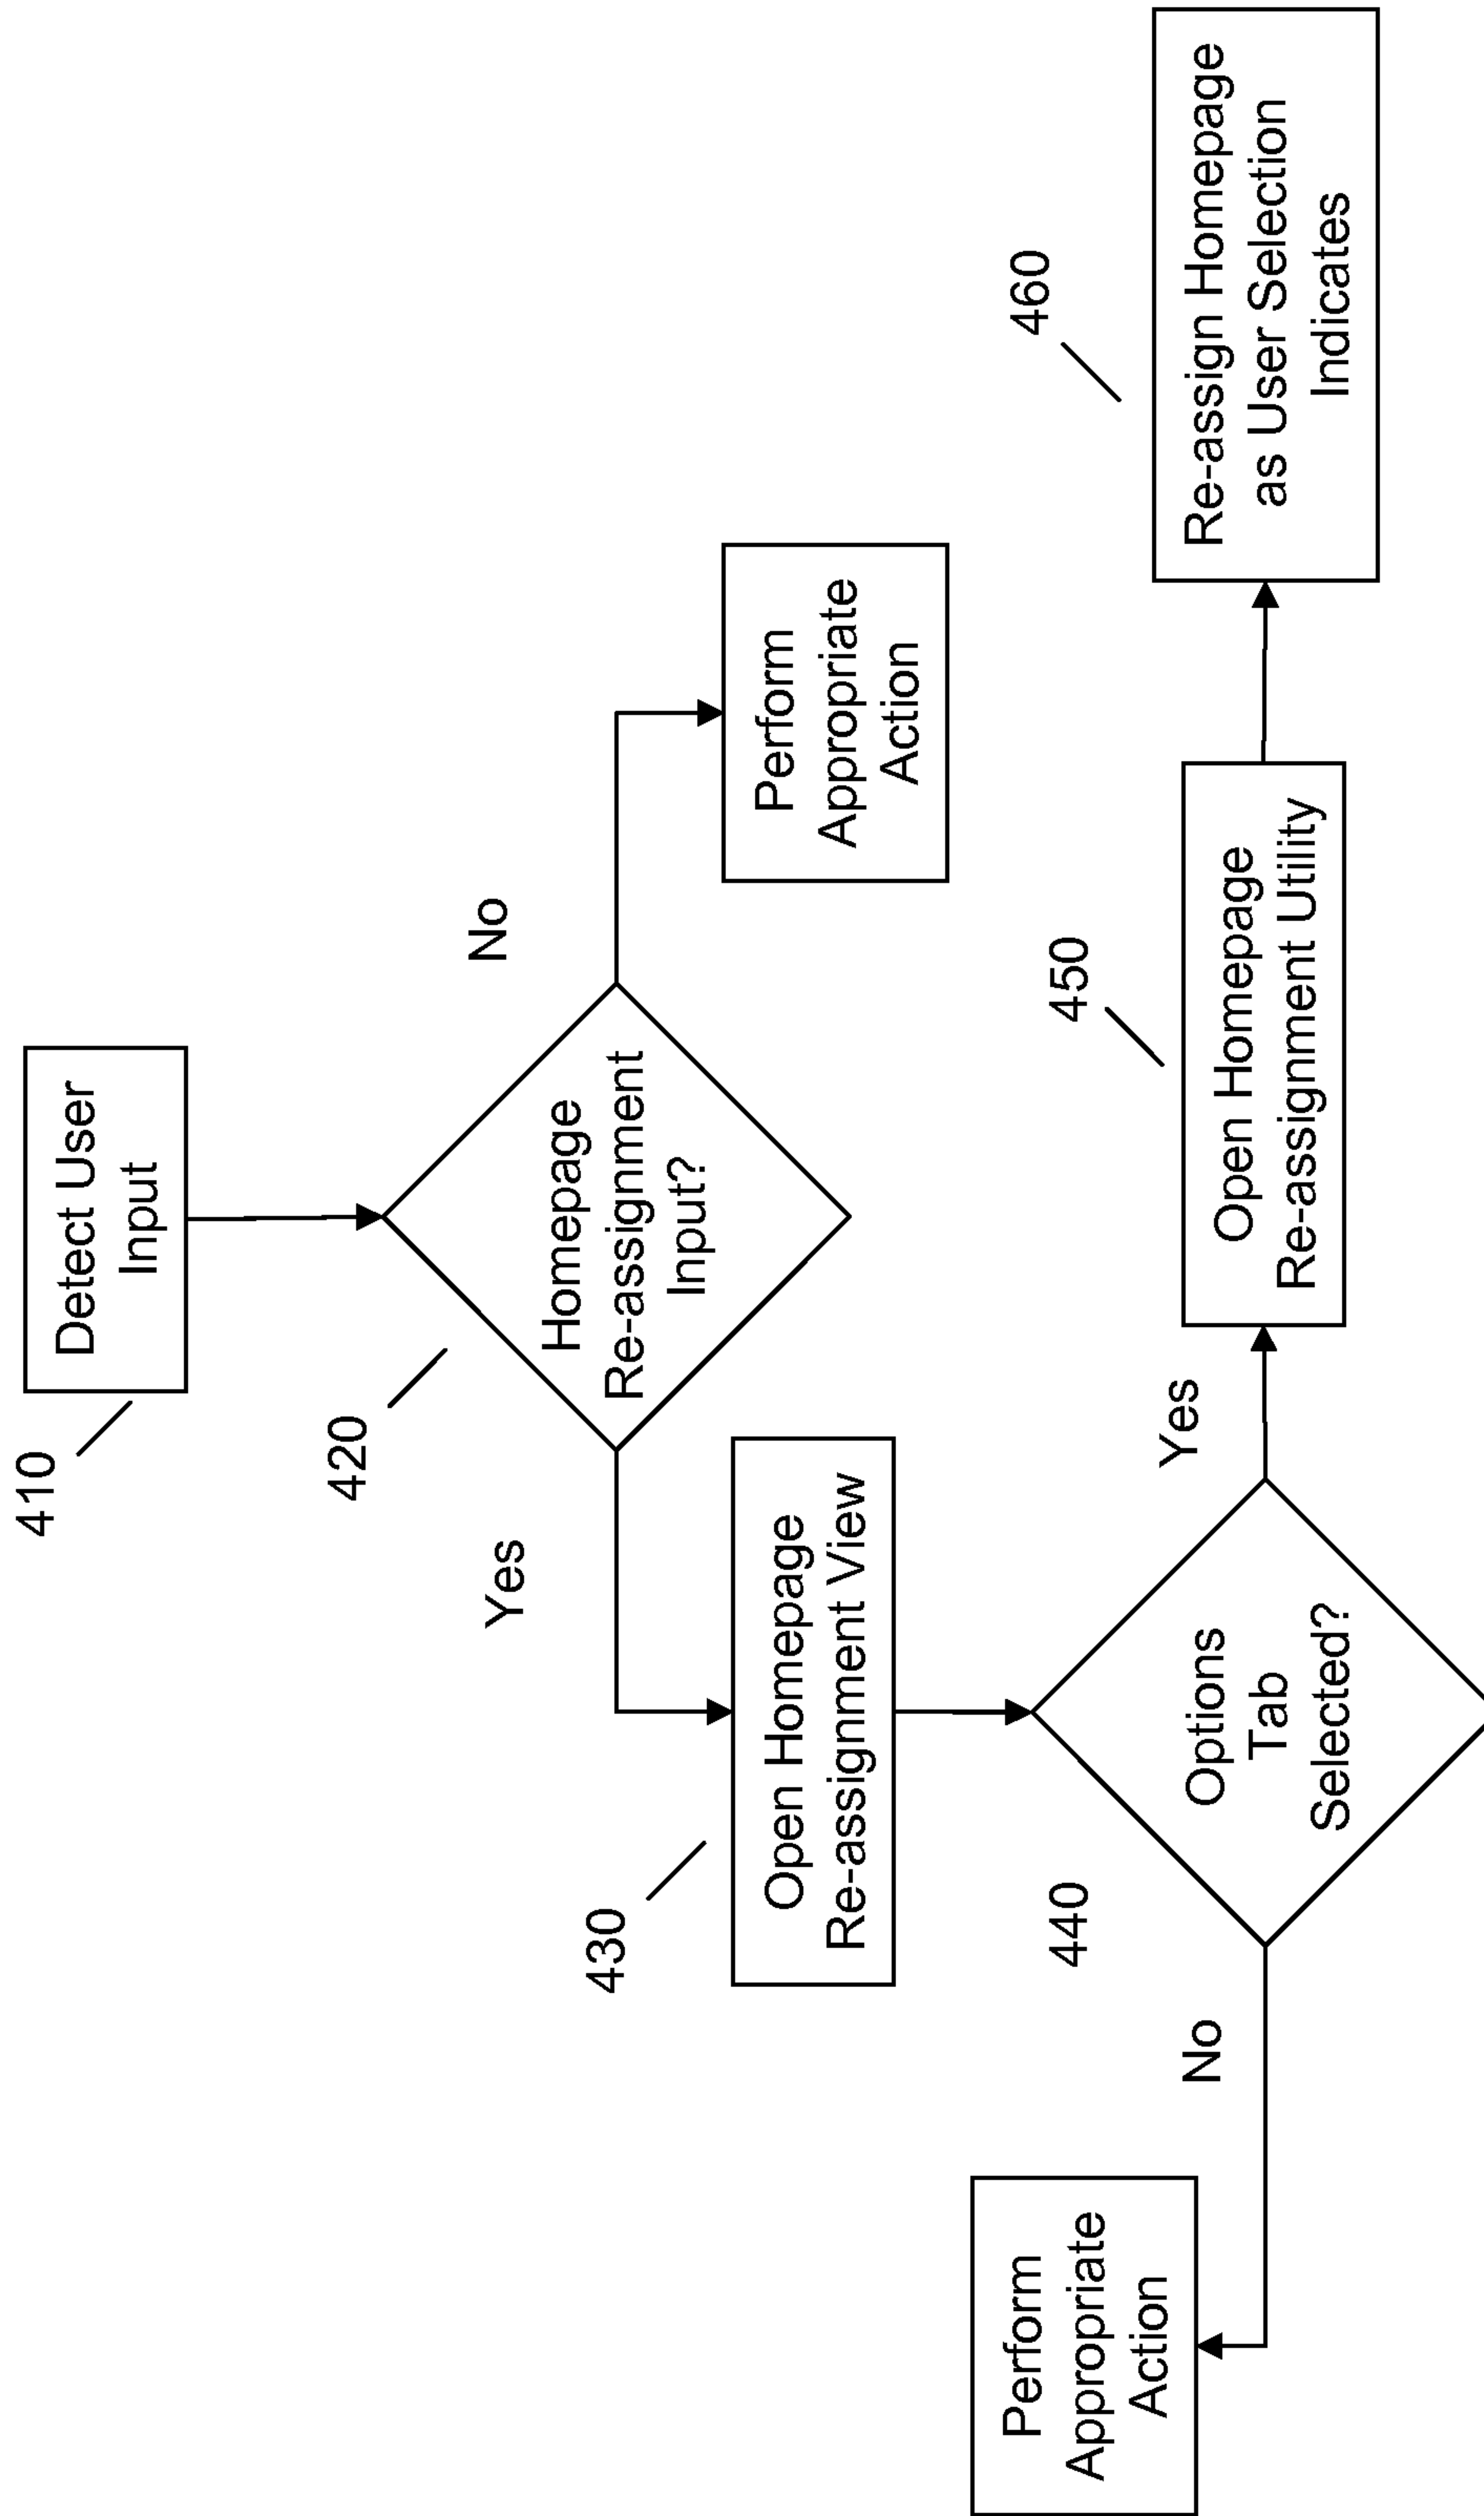 410
Detect User
Input
420
Homepage
Re-assignment
Input?
Yes
No
430
Open Homepage
Re-assignment View
Perform
Appropriate
Action
440
Options
Tab
Selected?
No
Yes
Perform
Appropriate
Action
450
Open Homepage
Re-assignment Utility
460
Re-assign Homepage
as User Selection
Indicates